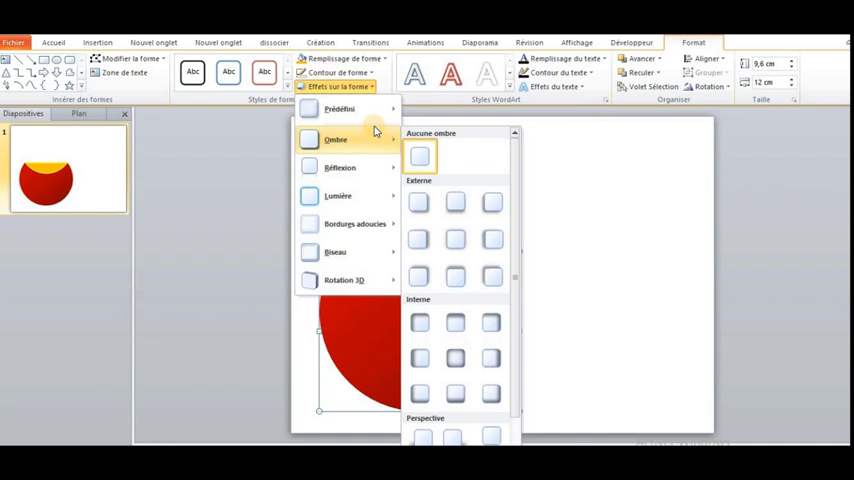 Fichier Accueil Insertion Nouvel onglet Nouvel onglet dissocier Création Transitions Animations Diaporama Révision Affichage Développeur Format
Modifier la forme
Zone de texte
Insérer des formes
Abc Abc Abc
Remplissage de forme
Contour de forme
Effets sur la forme
Styles de form
A A A
Remplissage du texte
Contour du texte
Effets du texte
Styles WordArt
Avancer
Reculer
Volet Sélection
Aligner
Grouper
Rotation
Organiser
9,6 cm
12 cm
Taille
Diapositives Plan
1
Prédéfini
Ombre
Réflexion
Lumière
Bordures adoucies
Biseau
Rotation 3D
Aucune ombre
Externe
Interne
Perspective